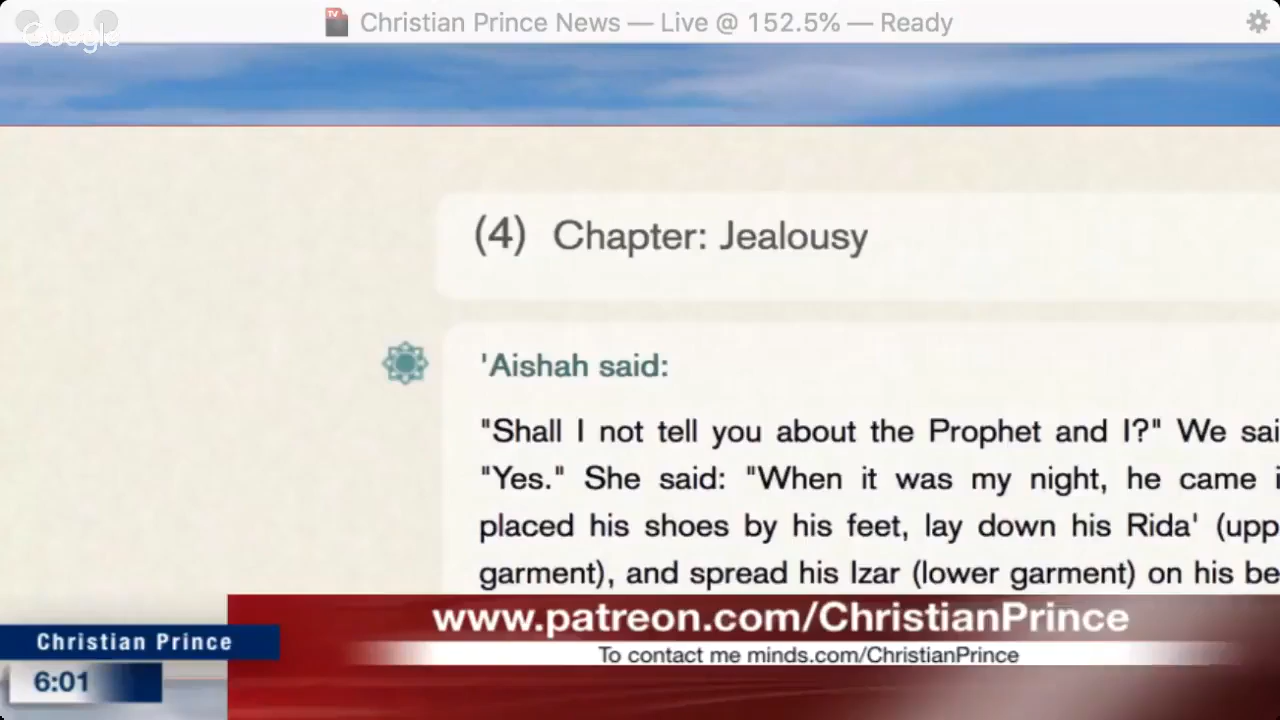 Christian Prince News — Live @ 152.5% — Ready
Google
(4) Chapter: Jealousy
'Aishah said:
"Shall I not tell you about the Prophet and I?" We sai
"Yes." She said: "When it was my night, he came i
placed his shoes by his feet, lay down his Rida' (upp
garment), and spread his Izar (lower garment) on his be
www.patreon.com/ChristianPrince
Christian Prince
To contact me minds.com/ChristianPrince
6:01